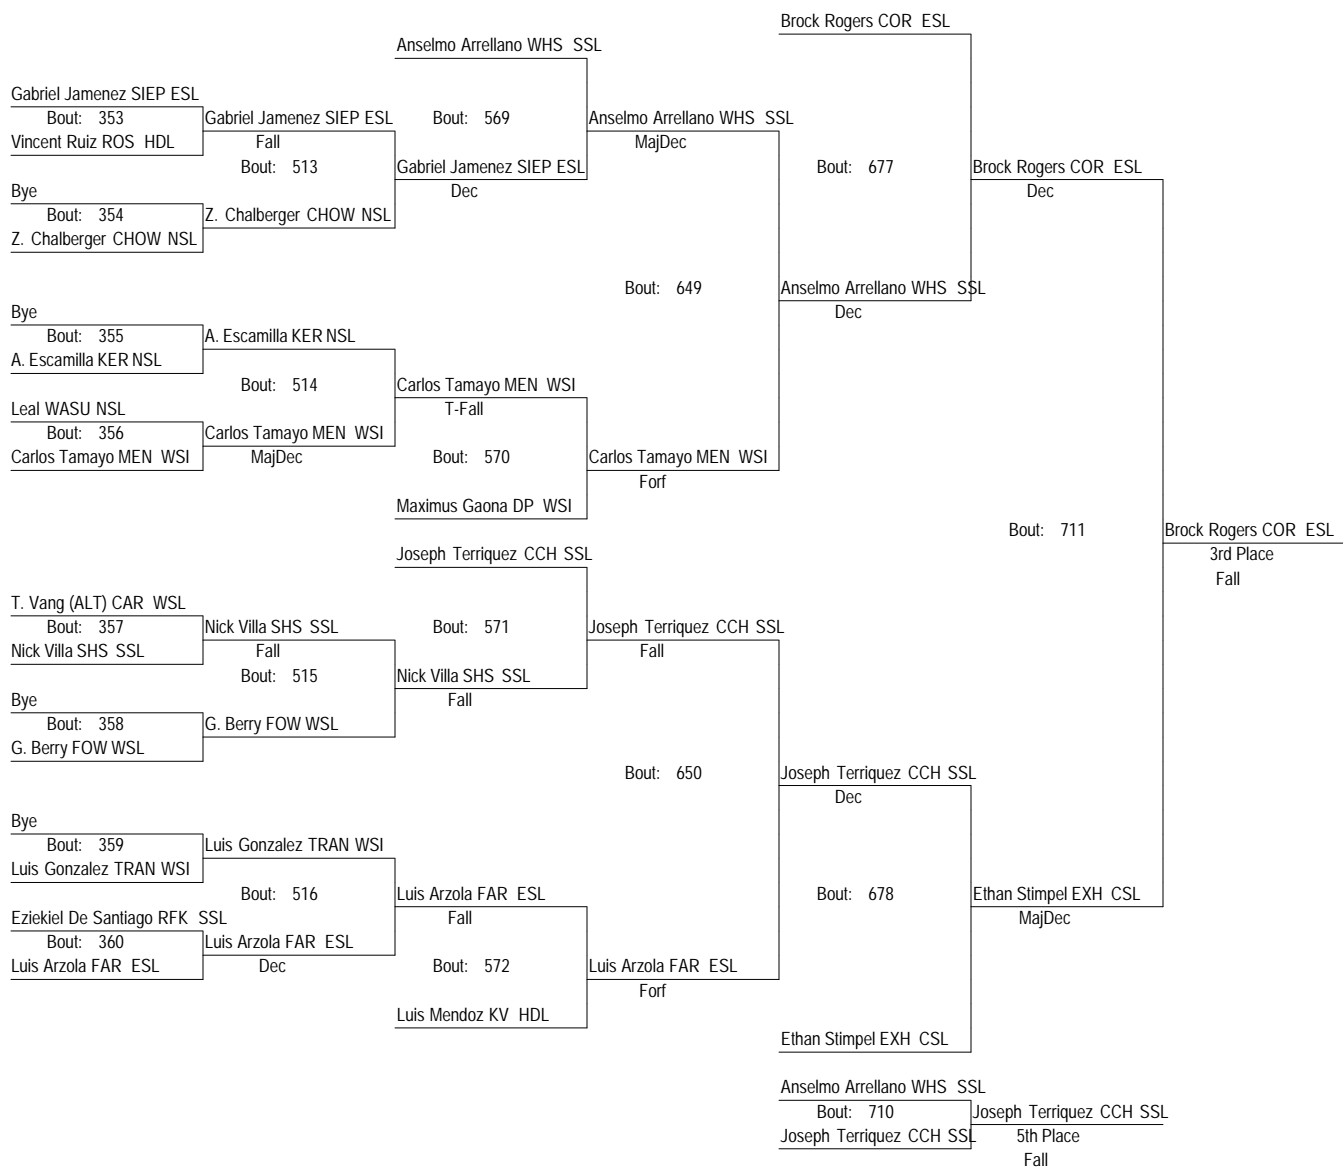 Brock Rogers COR ESL
Anselmo Arrellano WHS SSL
Gabriel Jamenez SIEP ESL
Bout: 353
Gabriel Jamenez SIEP ESL
Bout: 569
Anselmo Arrellano WHS SSL
Vincent Ruiz ROS HDL
Fall
MajDec
Bout: 513
Gabriel Jamenez SIEP ESL
Bout: 677
Brock Rogers COR ESL
Bye
Dec
Dec
Bout: 354
Z. Chalberger CHOW NSL
Z. Chalberger CHOW NSL
Bout: 649
Anselmo Arrellano WHS SSL
Bye
Dec
Bout: 355
A. Escamilla KER NSL
A. Escamilla KER NSL
Bout: 514
Carlos Tamayo MEN WSI
Leal WASU NSL
T-Fall
Bout: 356
Carlos Tamayo MEN WSI
Carlos Tamayo MEN WSI
MajDec
Bout: 570
Carlos Tamayo MEN WSI
Forf
Maximus Gaona DP WSI
Bout: 711
Brock Rogers COR ESL
Joseph Terriquez CCH SSL
3rd Place
Fall
T. Vang (ALT) CAR WSL
Bout: 357
Nick Villa SHS SSL
Bout: 571
Joseph Terriquez CCH SSL
Nick Villa SHS SSL
Fall
Fall
Bout: 515
Nick Villa SHS SSL
Bye
Fall
Bout: 358
G. Berry FOW WSL
G. Berry FOW WSL
Bout: 650
Joseph Terriquez CCH SSL
Dec
Bye
Bout: 359
Luis Gonzalez TRAN WSI
Luis Gonzalez TRAN WSI
Bout: 516
Luis Arzola FAR ESL
Bout: 678
Ethan Stimpel EXH CSL
Eziekiel De Santiago RFK SSL
Fall
MajDec
Bout: 360
Luis Arzola FAR ESL
Luis Arzola FAR ESL
Dec
Bout: 572
Luis Arzola FAR ESL
Forf
Luis Mendoz KV HDL
Ethan Stimpel EXH CSL
Anselmo Arrellano WHS SSL
Bout: 710
Joseph Terriquez CCH SSL
Joseph Terriquez CCH SSL
5th Place
Fall